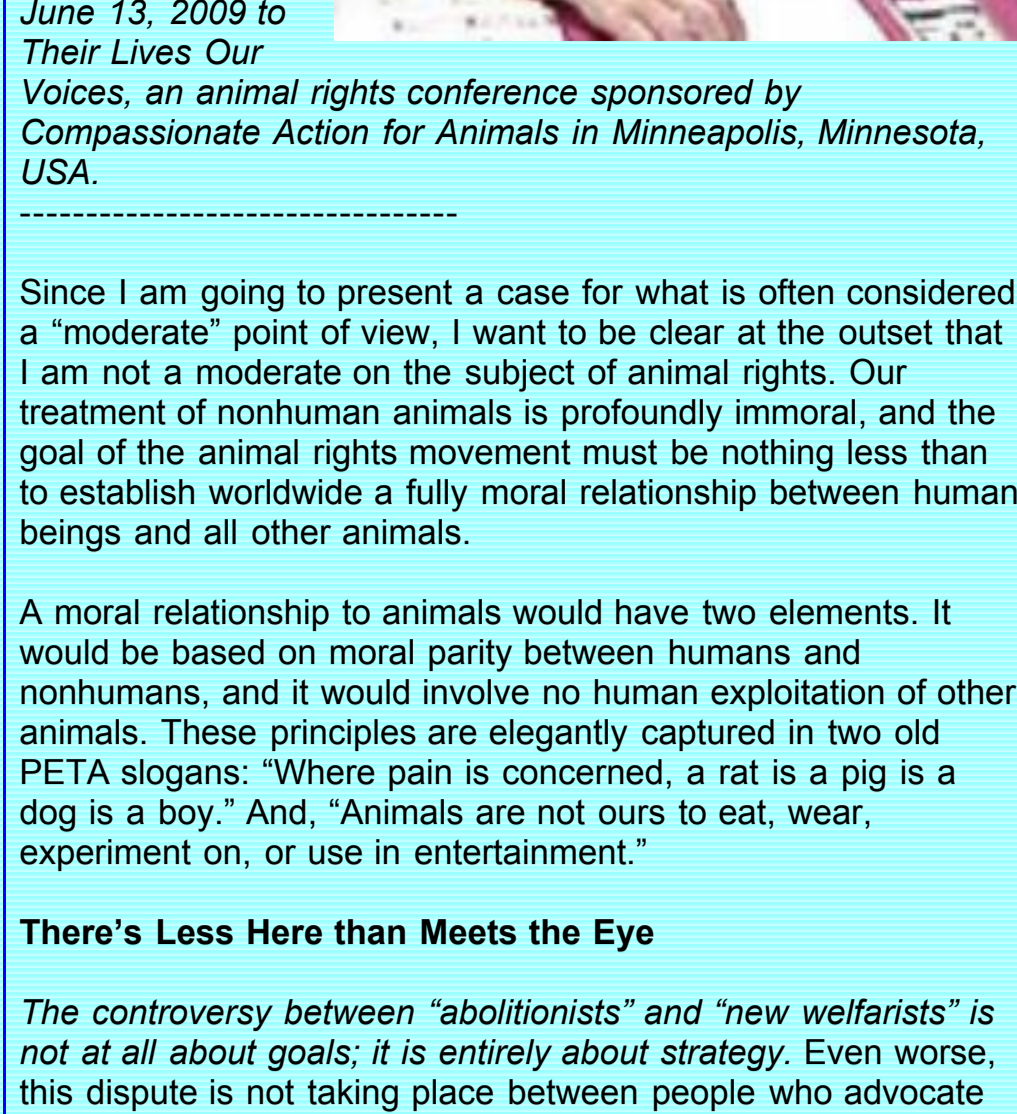 June 13, 2009 to
Their Lives Our
Voices, an animal rights conference sponsored by
Compassionate Action for Animals in Minneapolis, Minnesota,
USA.
---------------------------------
Since I am going to present a case for what is often considered
a “moderate” point of view, I want to be clear at the outset that
I am not a moderate on the subject of animal rights. Our
treatment of nonhuman animals is profoundly immoral, and the
goal of the animal rights movement must be nothing less than
to establish worldwide a fully moral relationship between human
beings and all other animals.
A moral relationship to animals would have two elements. It
would be based on moral parity between humans and
nonhumans, and it would involve no human exploitation of other
animals. These principles are elegantly captured in two old
PETA slogans: “Where pain is concerned, a rat is a pig is a
dog is a boy.” And, “Animals are not ours to eat, wear,
experiment on, or use in entertainment.”
There’s Less Here than Meets the Eye
The controversy between “abolitionists” and “new welfarists” is
not at all about goals; it is entirely about strategy. Even worse,
this dispute is not taking place between people who advocate